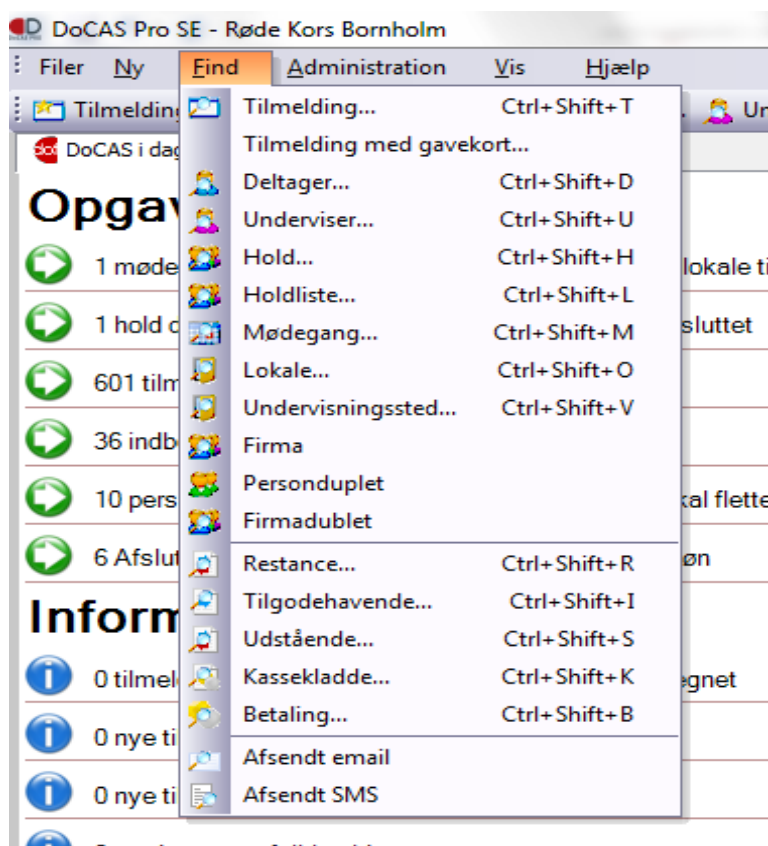 DoCAS Pro SE - Røde Kors Bornholm
Filer Ny Find Administration Vis Hjælp
DoCAS i dag
Tilmelding... Ctrl+Shift+T
Tilmelding med gavekort...
Deltager... Ctrl+Shift+D
Underviser... Ctrl+Shift+U
Hold... Ctrl+Shift+H
Holdliste... Ctrl+Shift+L
Mødegang... Ctrl+Shift+M
Lokale... Ctrl+Shift+O
Undervisningssted... Ctrl+Shift+V
Firma
Personduplet
Firmadublet
Restance... Ctrl+Shift+R
Tilgodehavende... Ctrl+Shift+I
Udstående... Ctrl+Shift+S
Kassekladde... Ctrl+Shift+K
Betaling... Ctrl+Shift+B
Afsendt email
Afsendt SMS
1 møde lokale ti
1 hold sluttet
601 tilm
36 indb
10 pers kal flette
6 Afslut øn
Inform
0 tilmel egnet
0 nye ti
0 nye ti